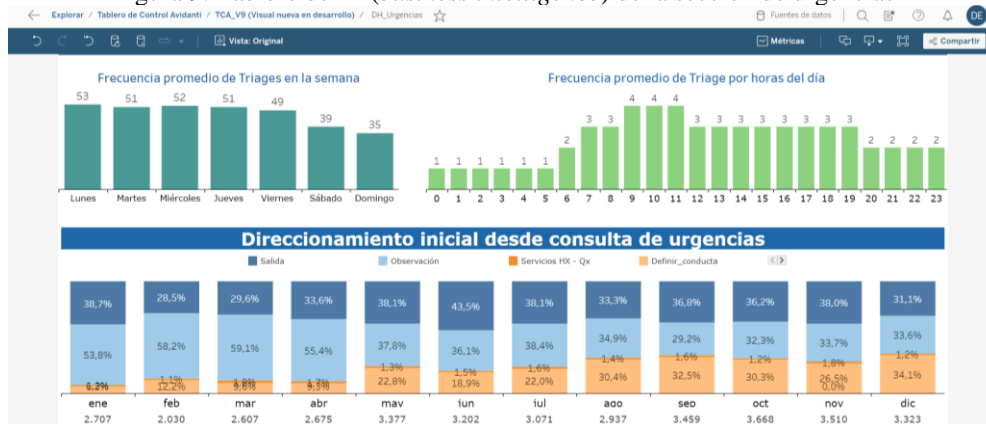 Explorar / Tablero de Control Avidanti / TCA_V9 (Visual nueva en desarrollo) / DH_Urgencias
Fuentes de datos
DE
Vista: Original
Métricas
Compartir
Frecuencia promedio de Triages en la semana
53 51 52 51 49 39 35
Lunes Martes Miércoles Jueves Viernes Sábado Domingo
Frecuencia promedio de Triage por horas del día
1 1 1 1 1 1 2 3 3 4 4 4 3 3 3 3 3 3 3 3 2 2 2 2
0 1 2 3 4 5 6 7 8 9 10 11 12 13 14 15 16 17 18 19 20 21 22 23
Direccionamiento inicial desde consulta de urgencias
Salida Observación Servicios HX - Qx Definir_conducta
38,7% 28,5% 29,6% 33,6% 38,1% 43,5% 38,1% 33,3% 36,8% 36,2% 38,0% 31,1%
53,8% 58,2% 59,1% 55,4% 37,8% 36,1% 38,4% 34,9% 29,2% 32,3% 33,7% 33,6%
1,1% 1,3% 1,5% 1,6% 1,4% 1,6% 1,2% 1,8% 1,2%
12,2% 22,8% 18,9% 22,0% 30,4% 32,5% 30,3% 26,5% 34,1%
0,0%
ene feb mar abr may jun jul ago sep oct nov dic
2.707 2.030 2.607 2.675 3.377 3.202 3.071 2.937 3.459 3.668 3.510 3.323